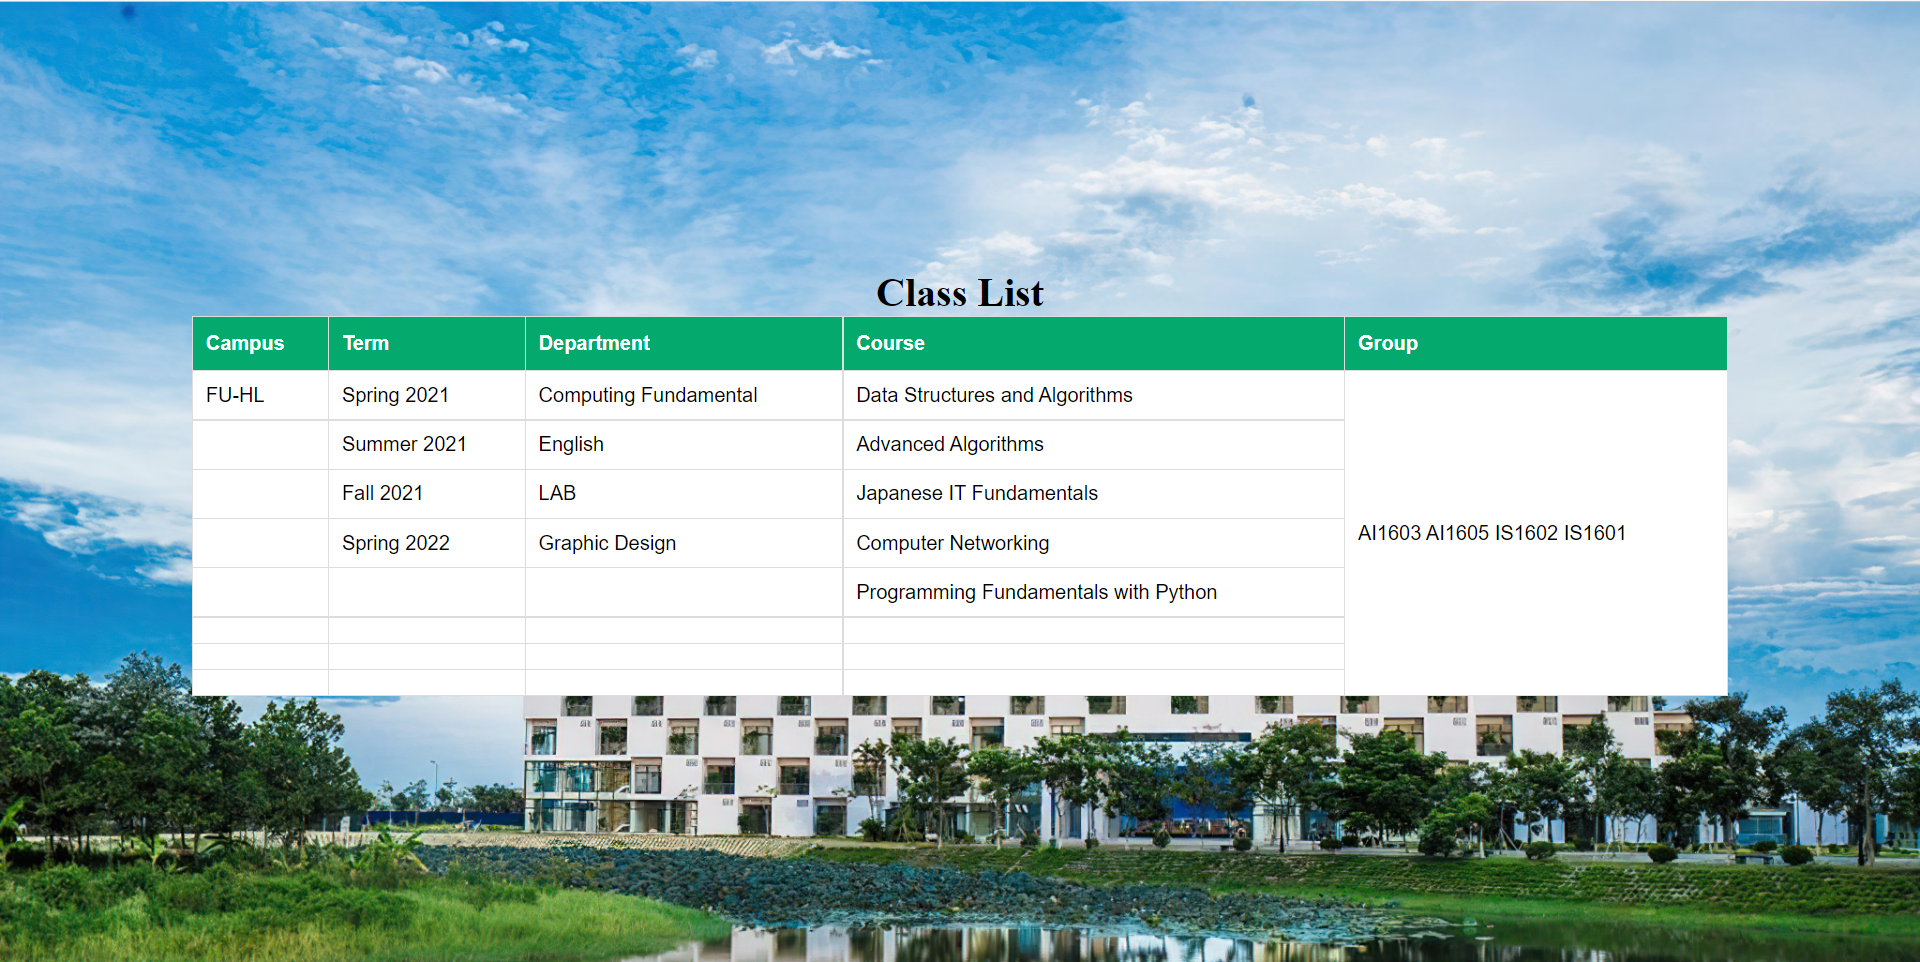 Class List
Campus Term Department Course Group
FU-HL Spring 2021 Computing Fundamental Data Structures and Algorithms
Summer 2021 English Advanced Algorithms
Fall 2021 LAB Japanese IT Fundamentals
AI1603 AI1605 IS1602 IS1601
Spring 2022 Graphic Design Computer Networking
Programming Fundamentals with Python